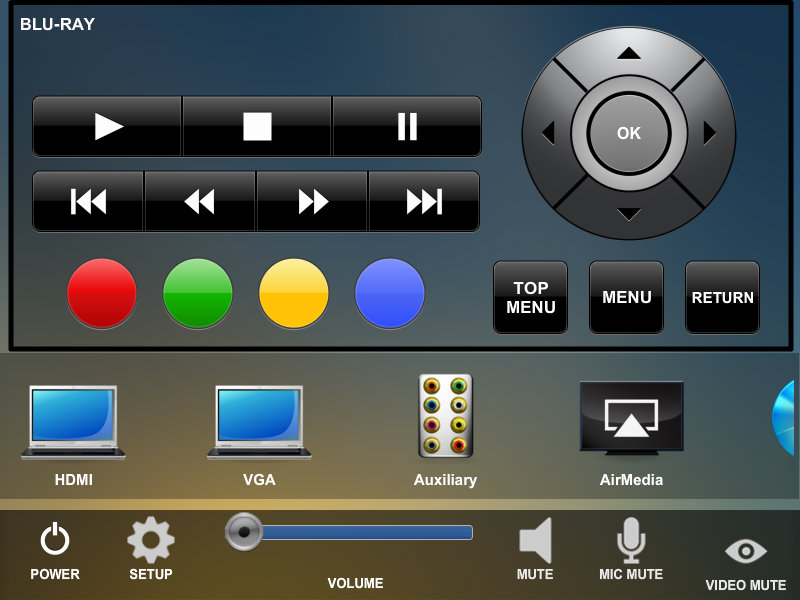 BLU-RAY
OK
TOP
MENU
MENU
RETURN
HDMI
VGA
Auxiliary
AirMedia
POWER
SETUP
VOLUME
MUTE
MIC MUTE
VIDEO MUTE